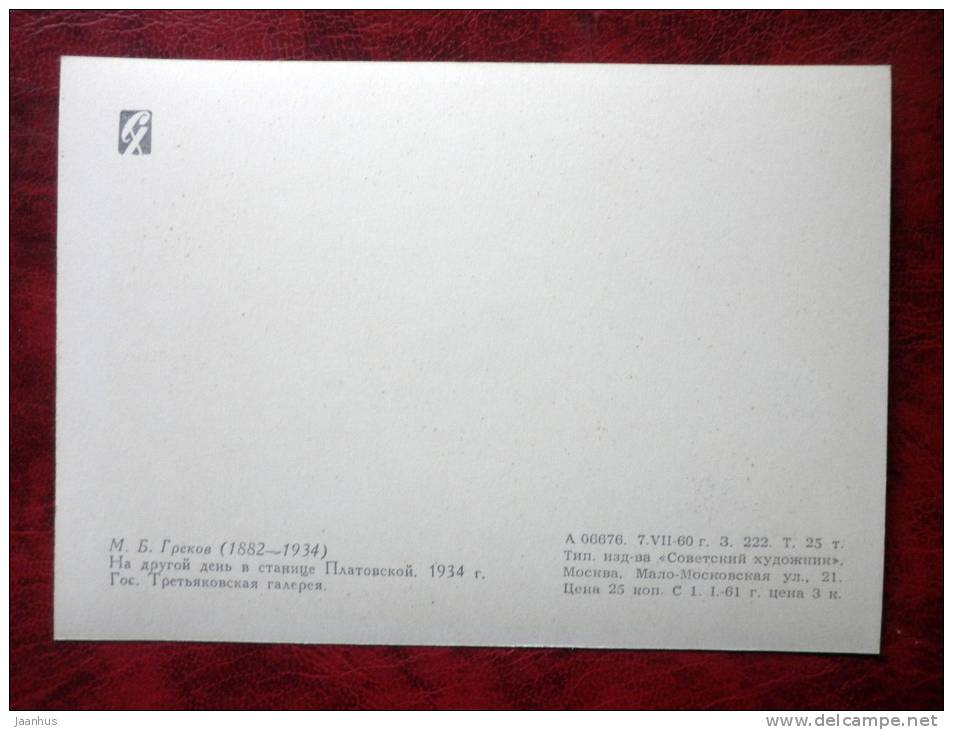 СХ
М. Б. Греков (1882—1934)
На другой день в станице Платовской. 1934 г.
Гос. Третьяковская галерея.
А 06676. 7.VII-60 г. З. 222. Т. 25 т.
Тип. изд-ва «Советский художник».
Москва, Мало-Московская ул., 21.
Цена 25 коп. С 1. I.-61 г. цена 3 к.
Jaanhus
www.delcampe.net